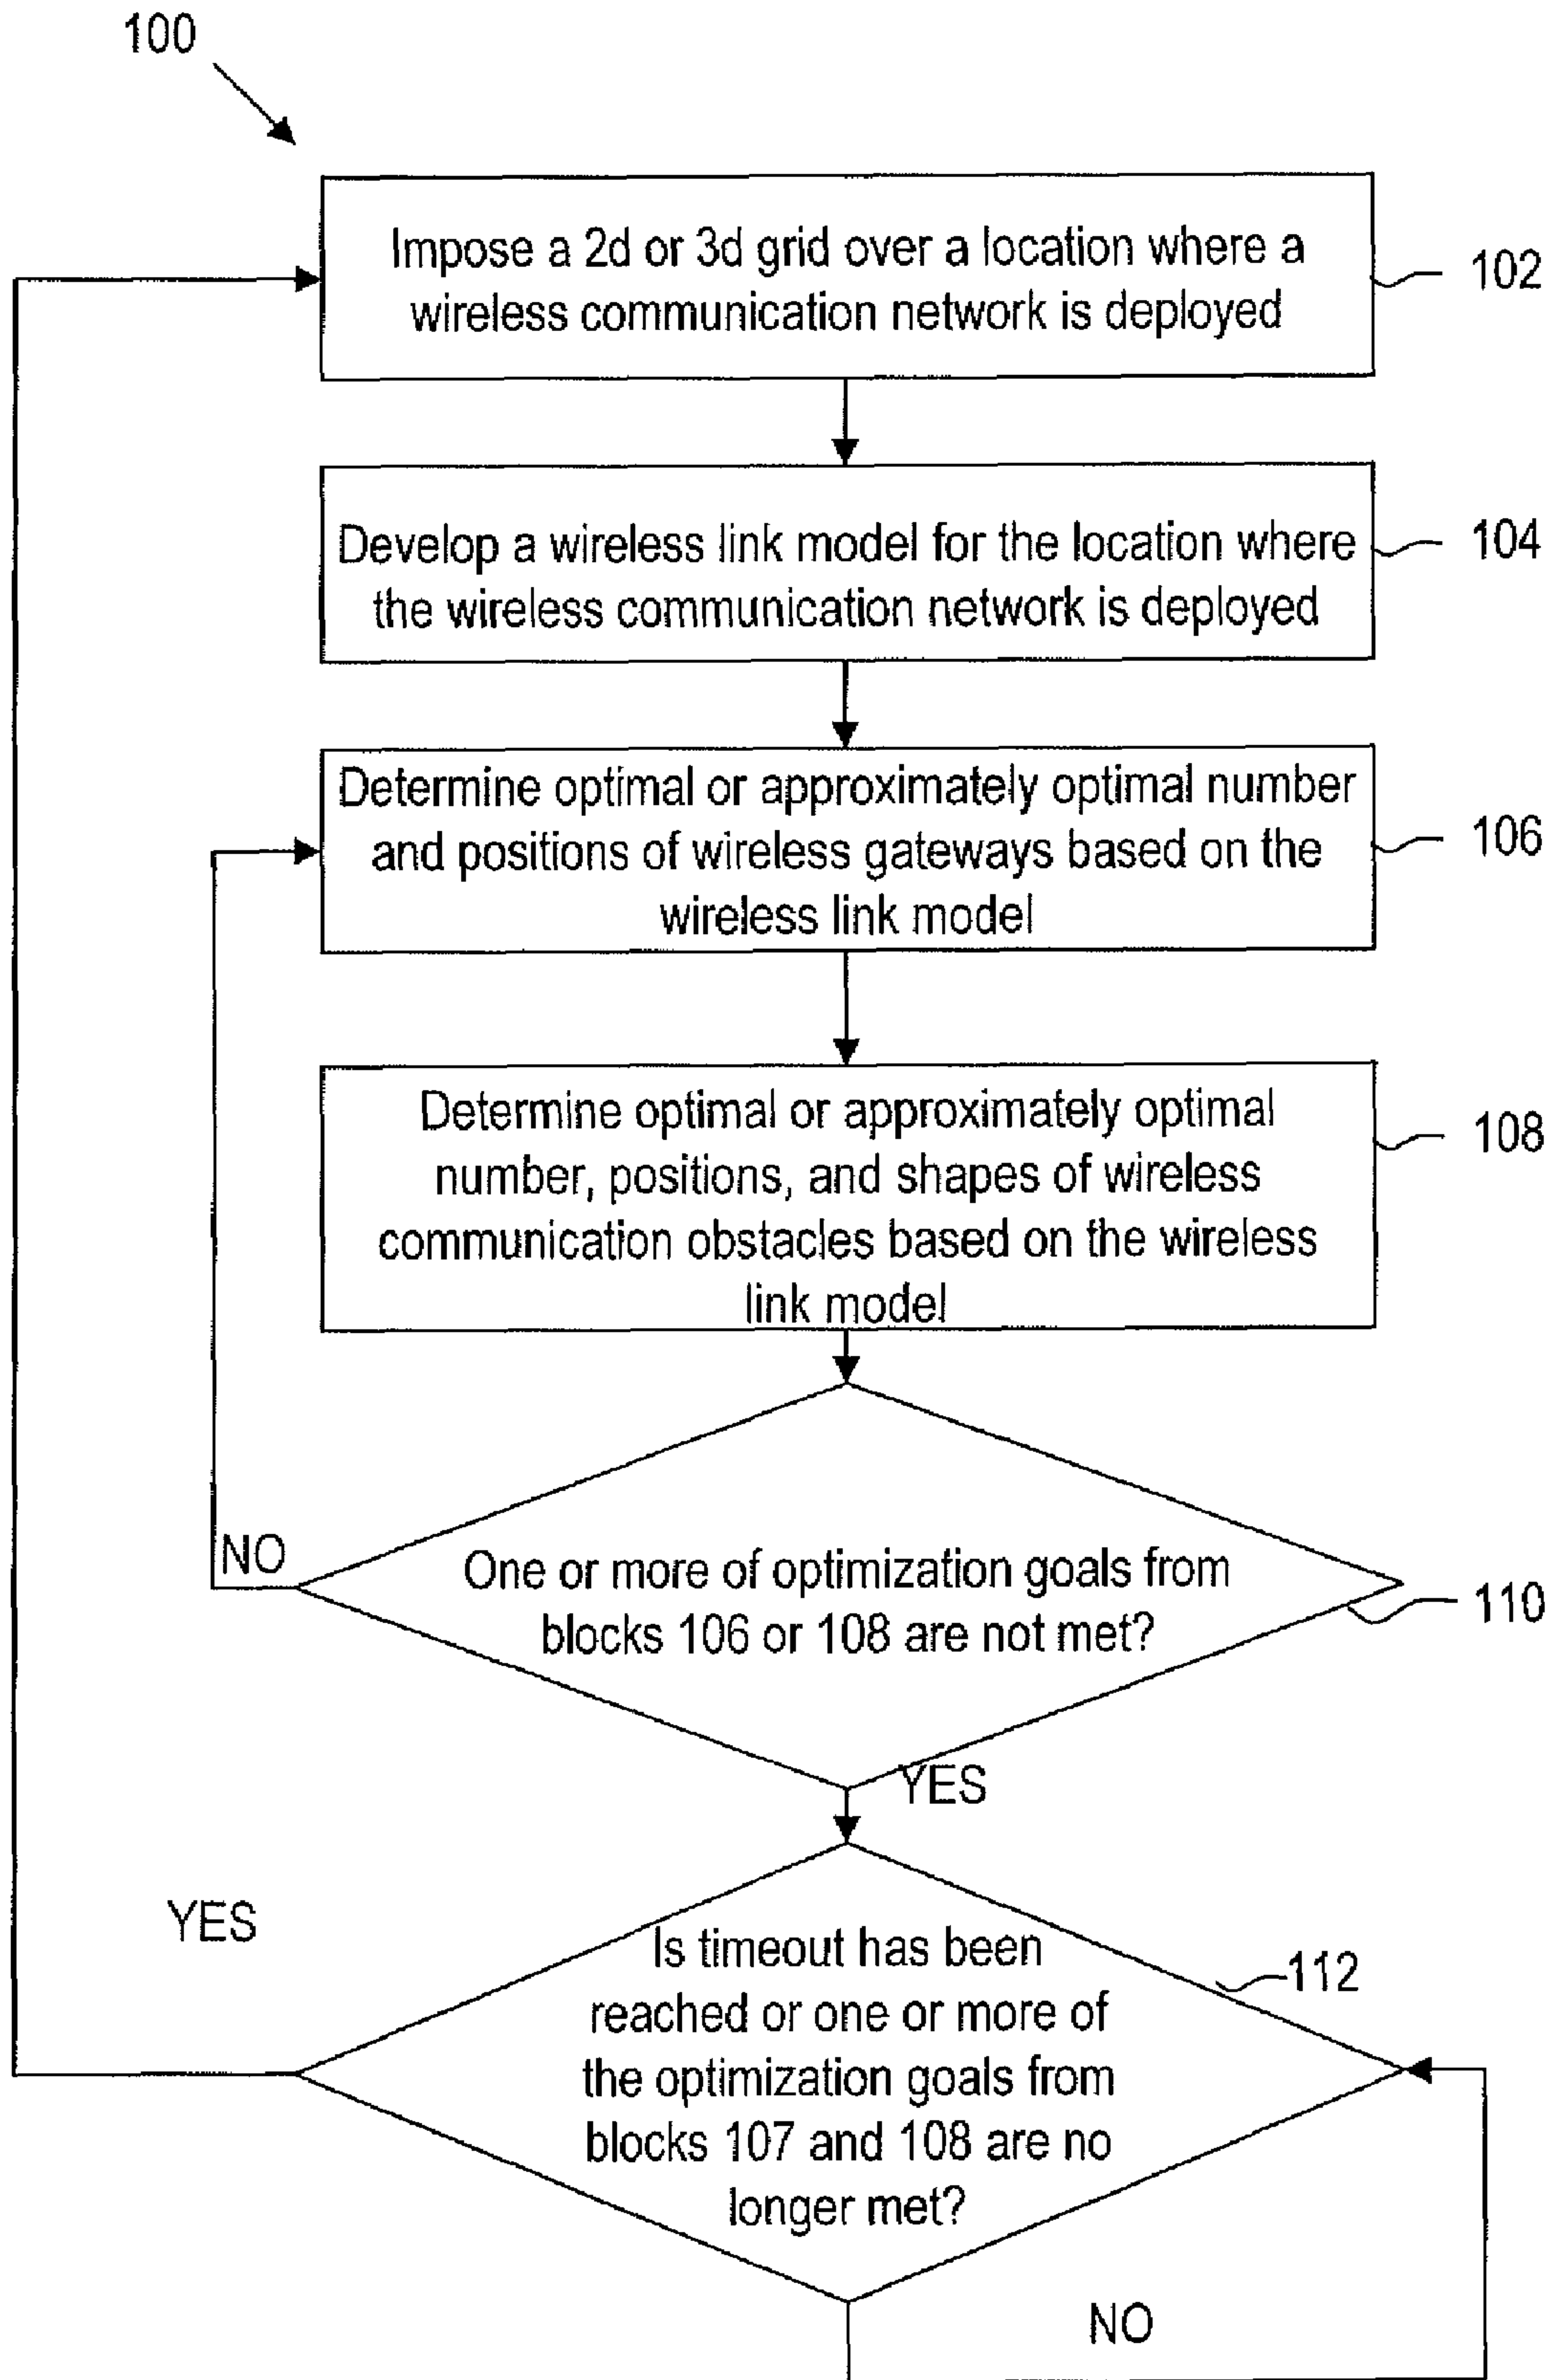 100
Impose a 2d or 3d grid over a location where a
wireless communication network is deployed
102
Develop a wireless link model for the location where
the wireless communication network is deployed
104
Determine optimal or approximately optimal number
and positions of wireless gateways based on the
wireless link model
106
Determine optimal or approximately optimal
number, positions, and shapes of wireless
communication obstacles based on the wireless
link model
108
NO
One or more of optimization goals from
blocks 106 or 108 are not met?
110
YES
YES
Is timeout has been
reached or one or more of
the optimization goals from
blocks 107 and 108 are no
longer met?
112
NO